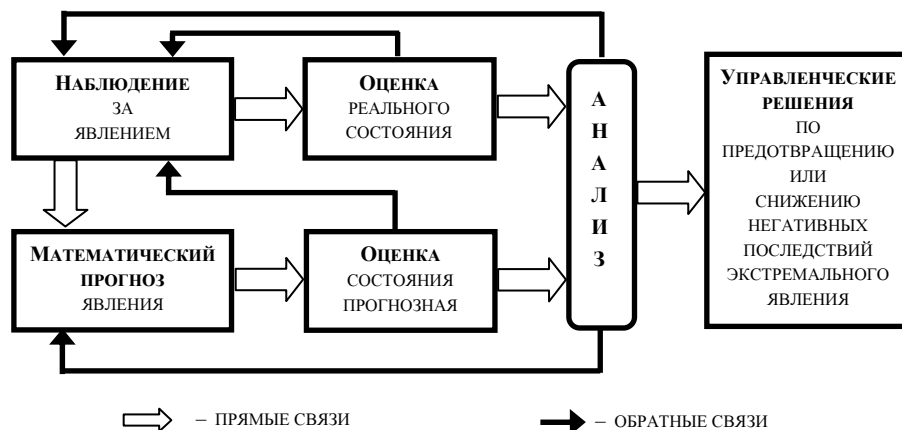 НАБЛЮДЕНИЕ
ЗА
ЯВЛЕНИЕМ
ОЦЕНКА
РЕАЛЬНОГО
СОСТОЯНИЯ
МАТЕМАТИЧЕСКИЙ
ПРОГНОЗ
ЯВЛЕНИЯ
ОЦЕНКА
СОСТОЯНИЯ
ПРОГНОЗНАЯ
А
Н
А
Л
И
З
УПРАВЛЕНЧЕСКИЕ
РЕШЕНИЯ
ПО
ПРЕДОТВРАЩЕНИЮ
ИЛИ
СНИЖЕНИЮ
НЕГАТИВНЫХ
ПОСЛЕДСТВИЙ
ЭКСТРЕМАЛЬНОГО
ЯВЛЕНИЯ
– ПРЯМЫЕ СВЯЗИ
– ОБРАТНЫЕ СВЯЗИ